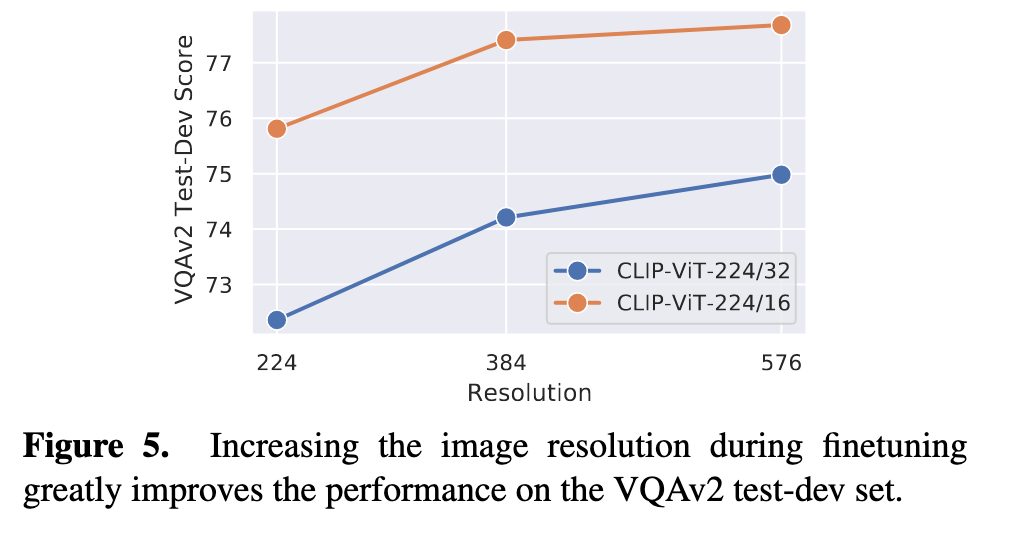 VQAv2 Test-Dev Score
77
76
75
74
73
CLIP-ViT-224/32
CLIP-ViT-224/16
224 384 576
Resolution
Figure 5. Increasing the image resolution during finetuning
greatly improves the performance on the VQAv2 test-dev set.